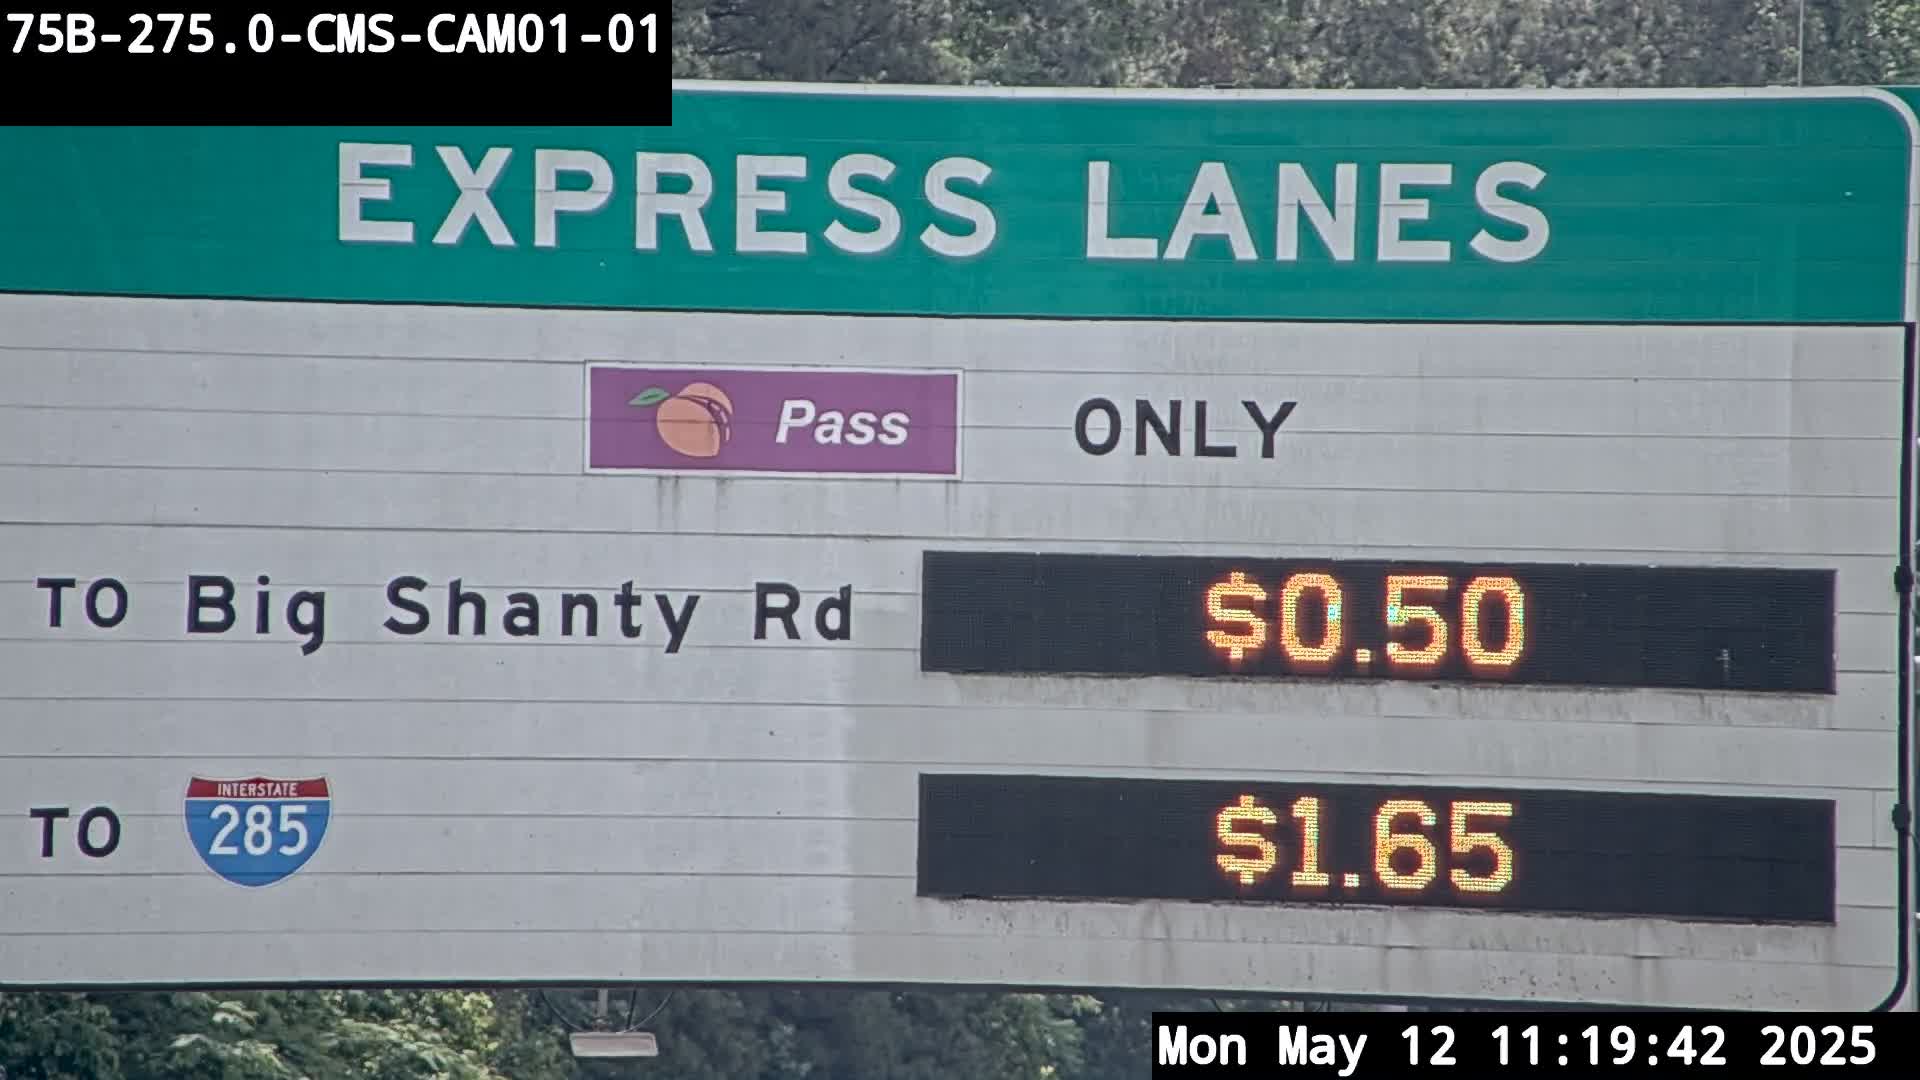 75B-275.0-CMS-CAM01-01
EXPRESS LANES
Pass ONLY
TO Big Shanty Rd $0.50
TO INTERSTATE 285 $1.65
Mon May 12 11:19:42 2025